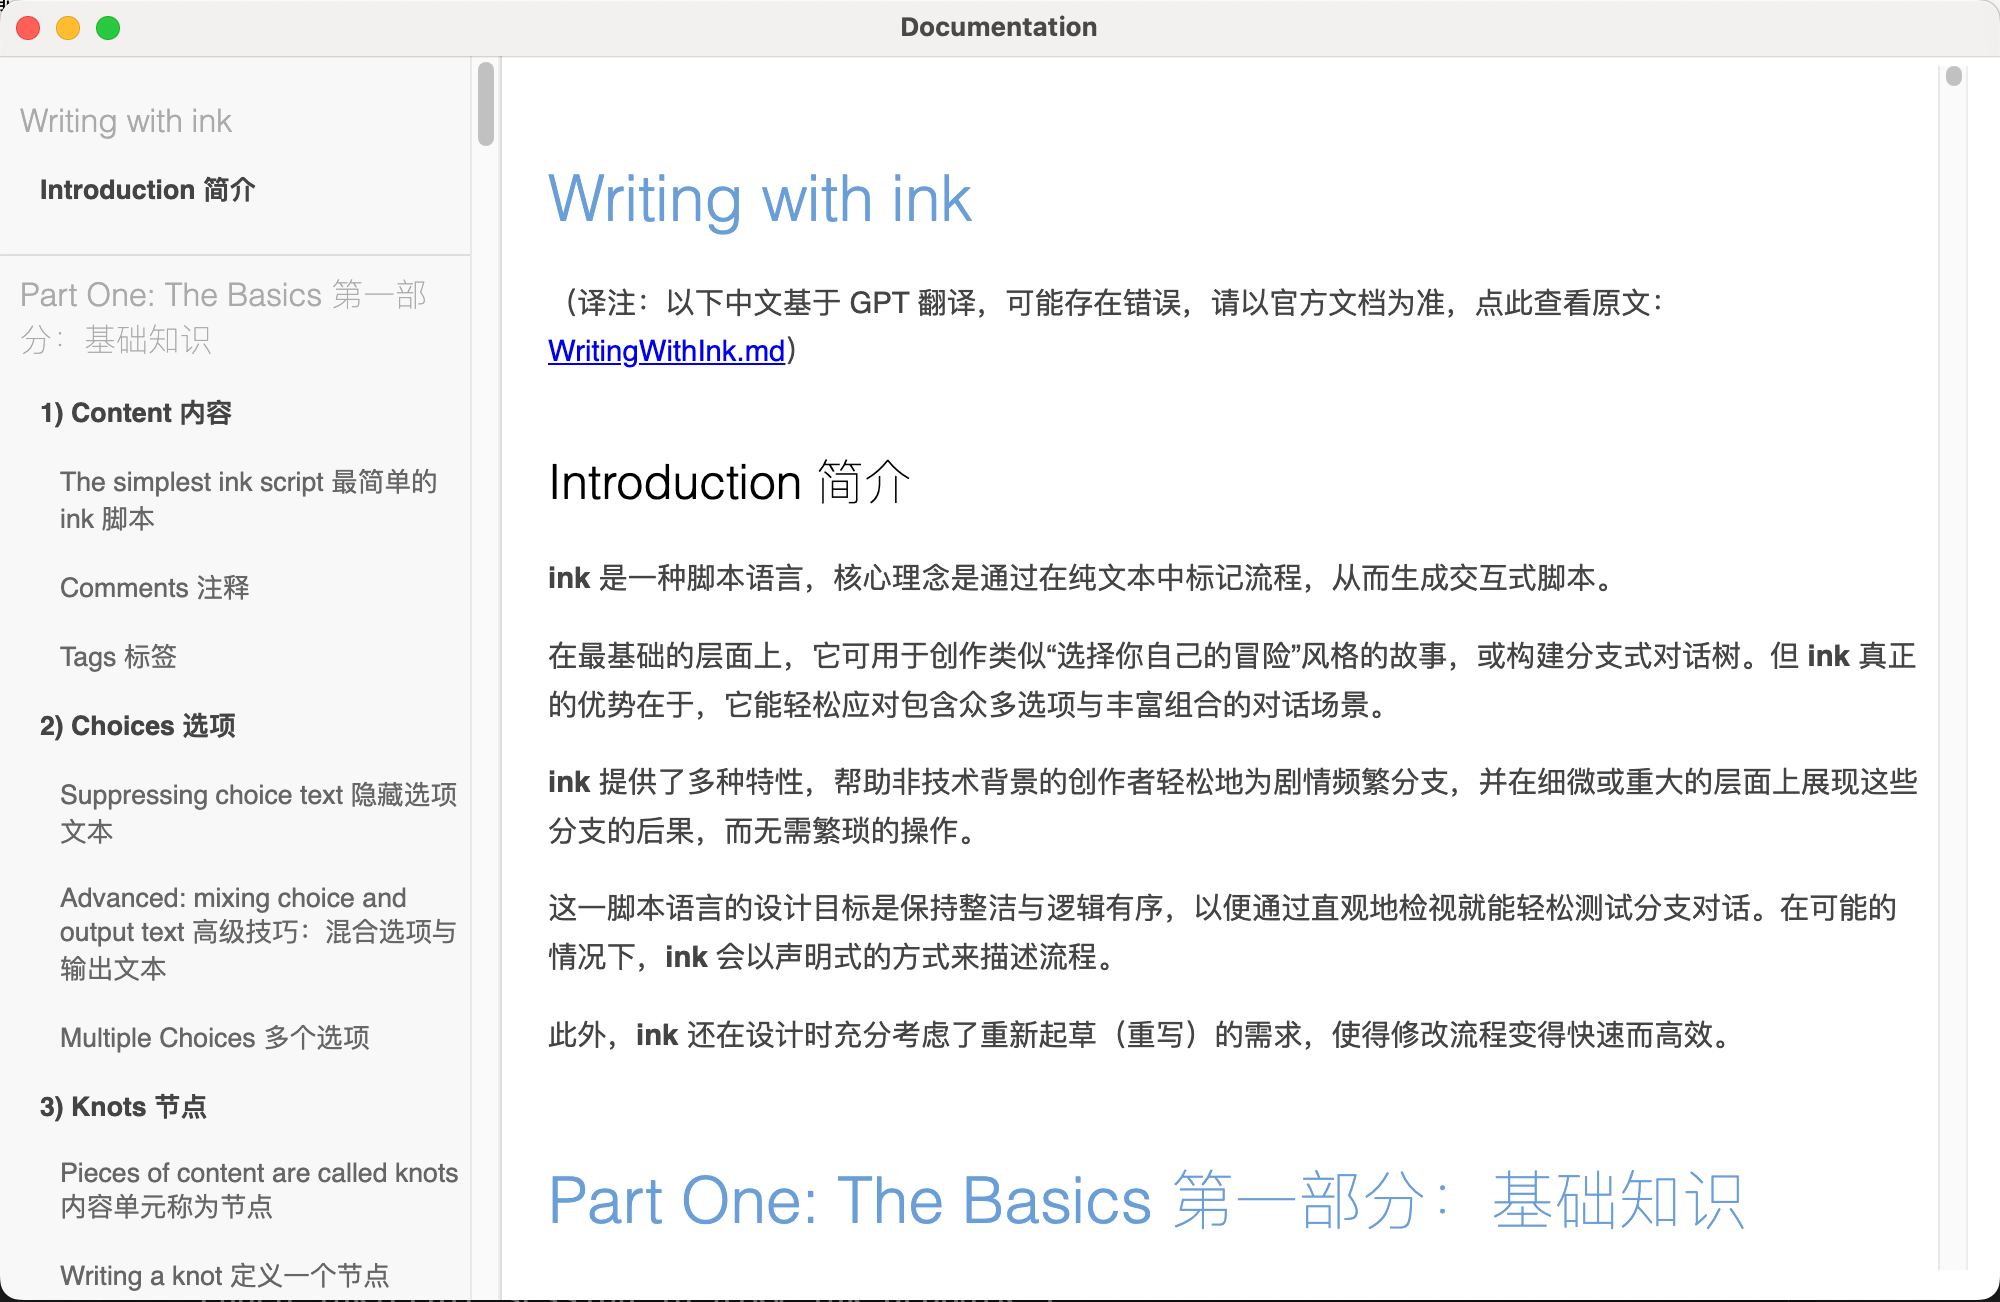 Documentation
Writing with ink
Introduction 简介
Part One: The Basics 第一部
分：基础知识
1) Content 内容
The simplest ink script 最简单的
ink 脚本
Comments 注释
Tags 标签
2) Choices 选项
Suppressing choice text 隐藏选项
文本
Advanced: mixing choice and
output text 高级技巧：混合选项与
输出文本
Multiple Choices 多个选项
3) Knots 节点
Pieces of content are called knots
内容单元称为节点
Writing a knot 定义一个节点
Writing with ink
（译注：以下中文基于 GPT 翻译，可能存在错误，请以官方文档为准，点此查看原文：
WritingWithInk.md）
Introduction 简介
ink 是一种脚本语言，核心理念是通过在纯文本中标记流程，从而生成交互式脚本。
在最基础的层面上，它可用于创作类似“选择你自己的冒险”风格的故事，或构建分支式对话树。但 ink 真正
的优势在于，它能轻松应对包含众多选项与丰富组合的对话场景。
ink 提供了多种特性，帮助非技术背景的创作者轻松地为剧情频繁分支，并在细微或重大的层面上展现这些
分支的后果，而无需繁琐的操作。
这一脚本语言的设计目标是保持整洁与逻辑有序，以便通过直观地检视就能轻松测试分支对话。在可能的
情况下，ink 会以声明式的方式来描述流程。
此外，ink 还在设计时充分考虑了重新起草（重写）的需求，使得修改流程变得快速而高效。
Part One: The Basics 第一部分：基础知识